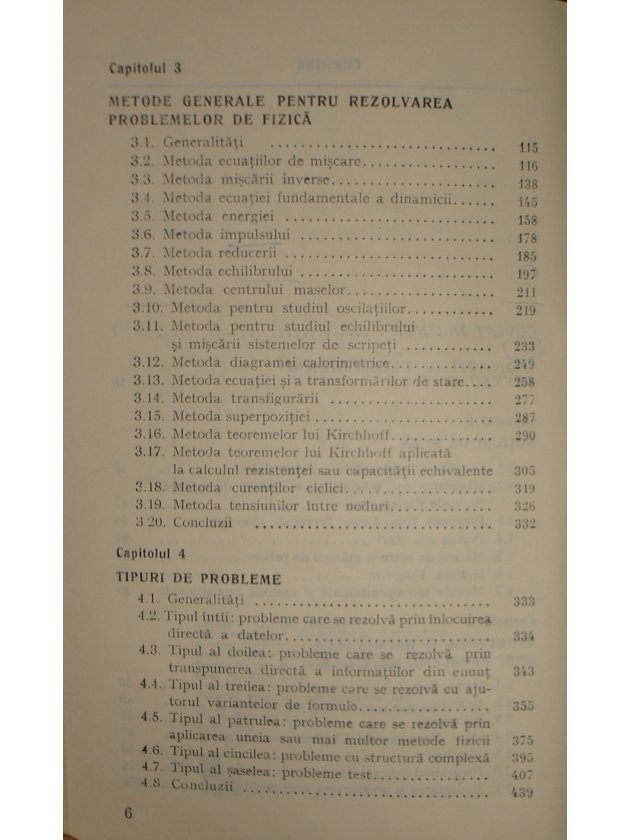 Capitolul 3
METODE GENERALE PENTRU REZOLVAREA
PROBLEMELOR DE FIZICĂ
3.1. Generalităţi .............................. 115
3.2. Metoda ecuaţiilor de mişcare.................. 116
3.3. Metoda mişcării inverse...................... 138
3.4. Metoda ecuaţiei fundamentale a dinamicii...... 145
3.5. Metoda energiei ............................ 158
3.6. Metoda impulsului .......................... 178
3.7. Metoda reducerii ............................ 185
3.8. Metoda echilibrului .......................... 197
3.9. Metoda centrului maselor.................... 211
3.10. Metoda pentru studiul oscilaţiilor............ 219
3.11. Metoda pentru studiul echilibrului
şi mişcării sistemelor de scripeţi ............ 233
3.12. Metoda diagramei calorimetrice.............. 249
3.13. Metoda ecuaţiei şi a transformărilor de stare.... 258
3.14. Metoda transfigurării ...................... 277
3.15. Metoda superpoziţiei ........................ 287
3.16. Metoda teoremelor lui Kirchhoff.............. 290
3.17. Metoda teoremelor lui Kirchhoff aplicată
la calculul rezistenţei sau capacităţii echivalente 305
3.18. Metoda curenţilor ciclici.................... 319
3.19. Metoda tensiunilor între noduri.............. 326
3.20. Concluzii .............................. 332
Capitolul 4
TIPURI DE PROBLEME
4.1. Generalităţi .............................. 333
4.2. Tipul întîi: probleme care se rezolvă prin înlocuirea
directă a datelor............................ 334
4.3. Tipul al doilea: probleme care se rezolvă prin
transpunerea directă a informaţiilor din enunţ 343
4.4. Tipul al treilea: probleme care se rezolvă cu aju-
torul variantelor de formule.................. 355
4.5. Tipul al patrulea: probleme care se rezolvă prin
aplicarea uneia sau mai multor metode fizicii 375
4.6. Tipul al cincilea: probleme cu structură complexă 395
4.7. Tipul al şaselea: probleme test................ 407
4.8. Concluzii .............................. 439
6